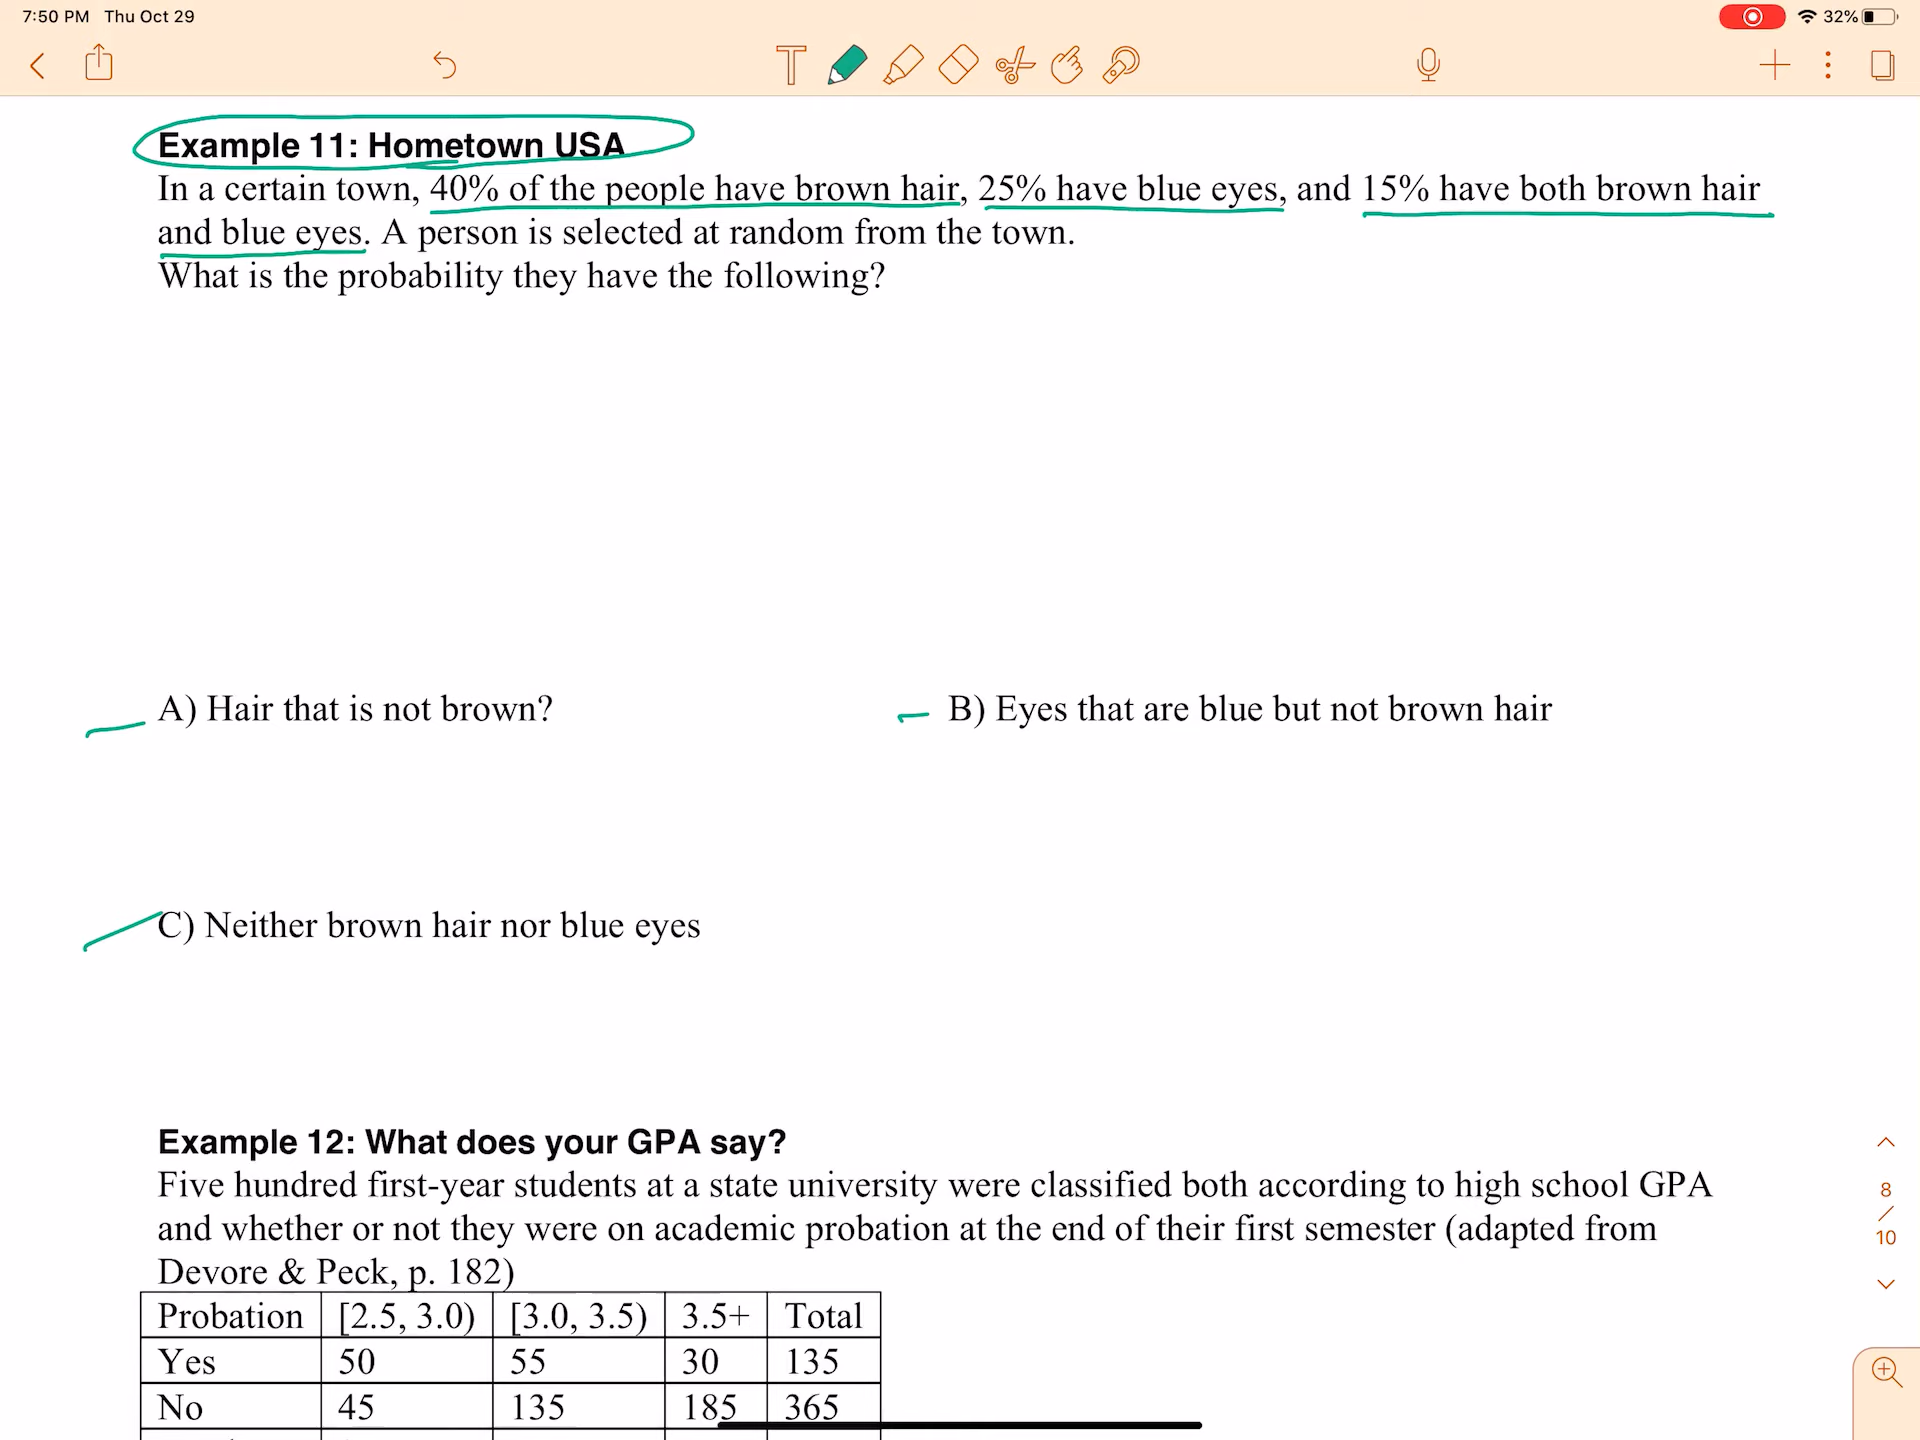 7:50 PM Thu Oct 29
32%
T
Example 11: Hometown USA
In a certain town, 40% of the people have brown hair, 25% have blue eyes, and 15% have both brown hair
and blue eyes. A person is selected at random from the town.
What is the probability they have the following?
A) Hair that is not brown?
B) Eyes that are blue but not brown hair
C) Neither brown hair nor blue eyes
Example 12: What does your GPA say?
Five hundred first-year students at a state university were classified both according to high school GPA
and whether or not they were on academic probation at the end of their first semester (adapted from
Devore & Peck, p. 182)
Probation [2.5, 3.0) [3.0, 3.5) 3.5+ Total
Yes 50 55 30 135
No 45 135 185 365
8
/
10